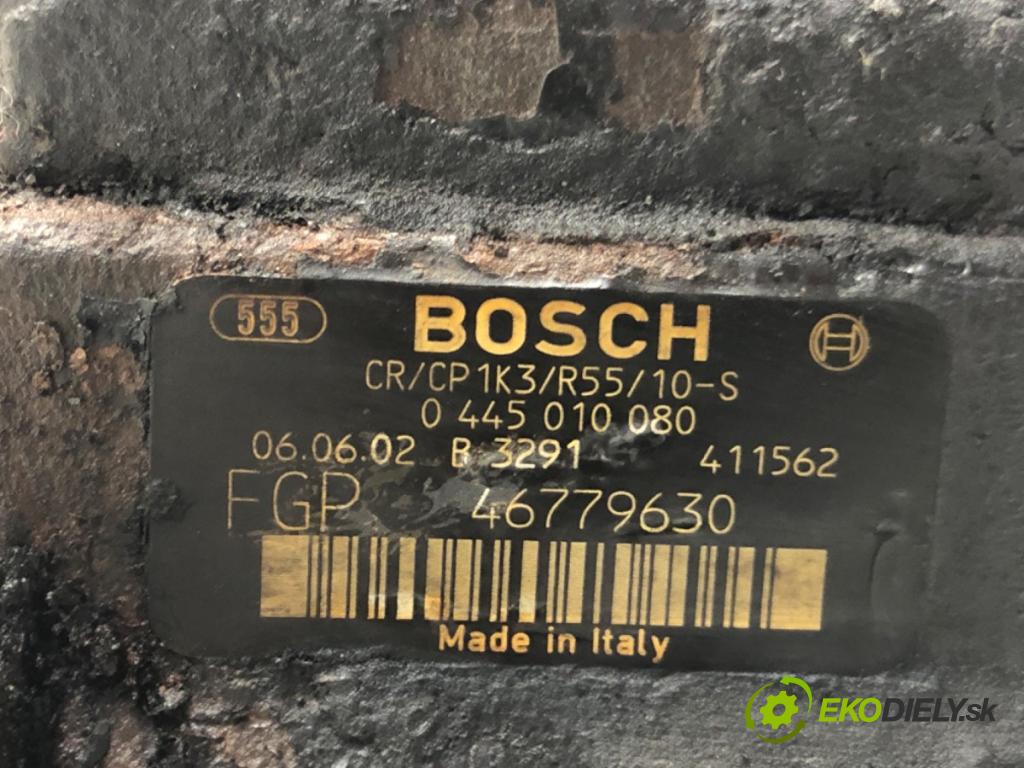 555 BOSCH H
CR/CP1K3/R55/10-S
0 445 010 080
06.06.02 B 3291 411562
FGP 46779630
Made in Italy
EKODIELY.sk